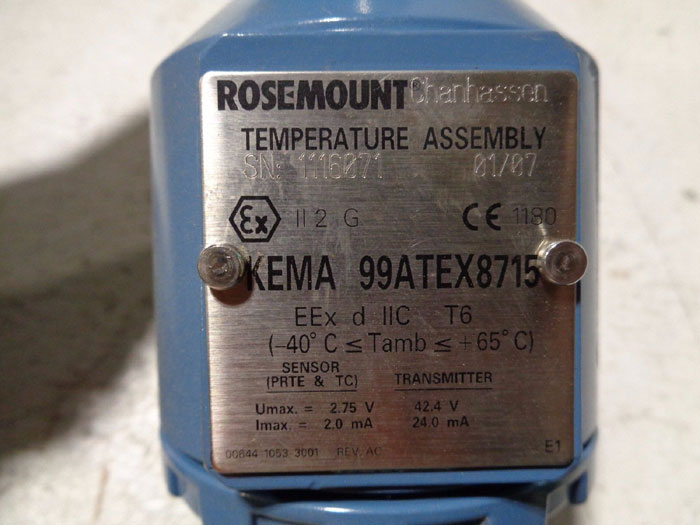 ROSEMOUNT Chanhassen
TEMPERATURE ASSEMBLY
SN: 1116071 01/07
Ex II 2 G CE 1180
KEMA 99ATEX8715
EEx d IIC T6
(–40° C ≤ Tamb ≤ +65° C)
SENSOR
(PRTE & TC) TRANSMITTER
Umax. = 2.75 V 42.4 V
Imax. = 2.0 mA 24.0 mA
00644-1053-3001 REV. AC E1